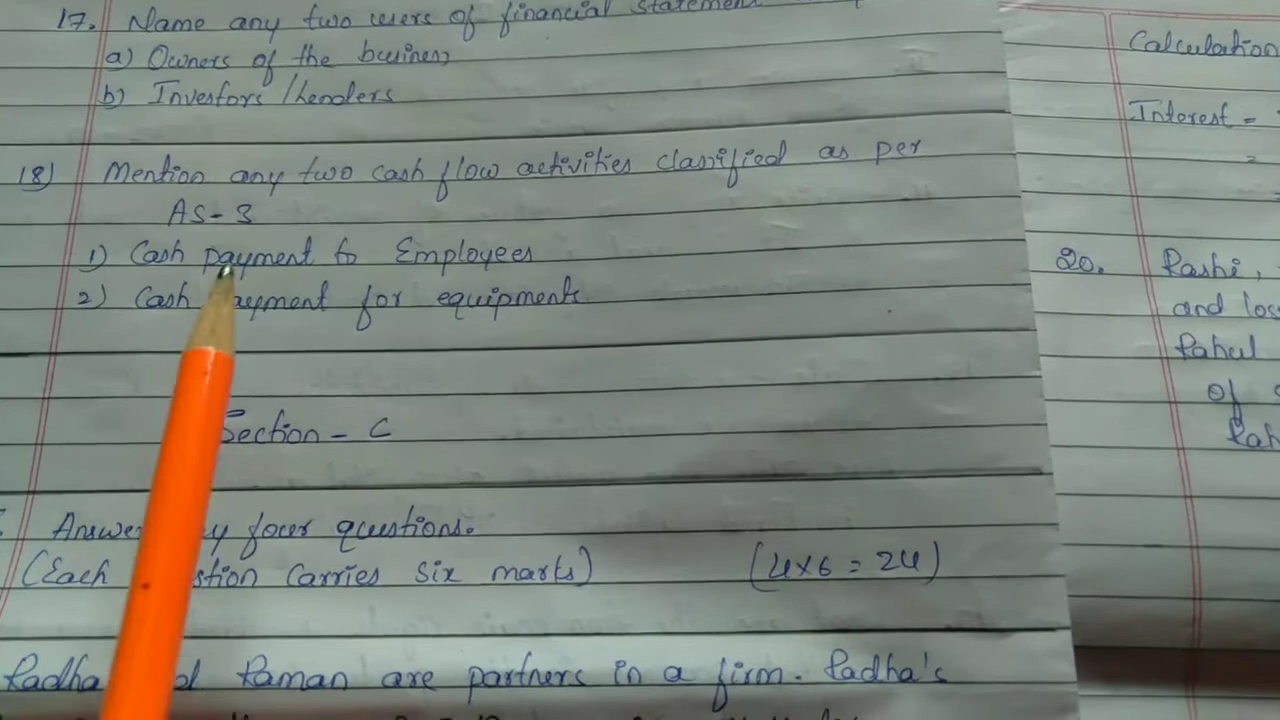 17. Name any two users of financial statement
a) Owners of the business
b) Investors / Lenders
18) Mention any two cash flow activities classified as per
AS-3
1) Cash payment to Employees
2) Cash payment for equipments
Section - C
Answer any four questions.
(Each question carries six marks) (4x6=24)
Radha and Raman are partners in a firm. Radha's
Calculation
Interest =
=
20. Rashi,
and los
Rahul
of
Rah